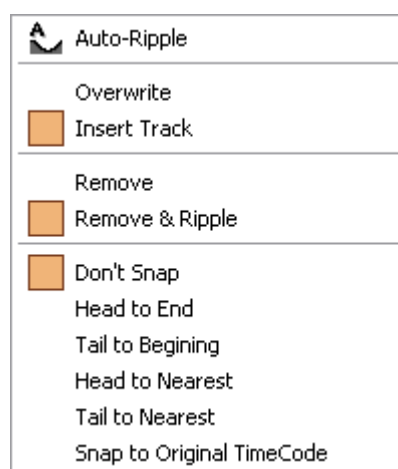 A
Auto-Ripple
Overwrite
Insert Track
Remove
Remove & Ripple
Don't Snap
Head to End
Tail to Begining
Head to Nearest
Tail to Nearest
Snap to Original TimeCode